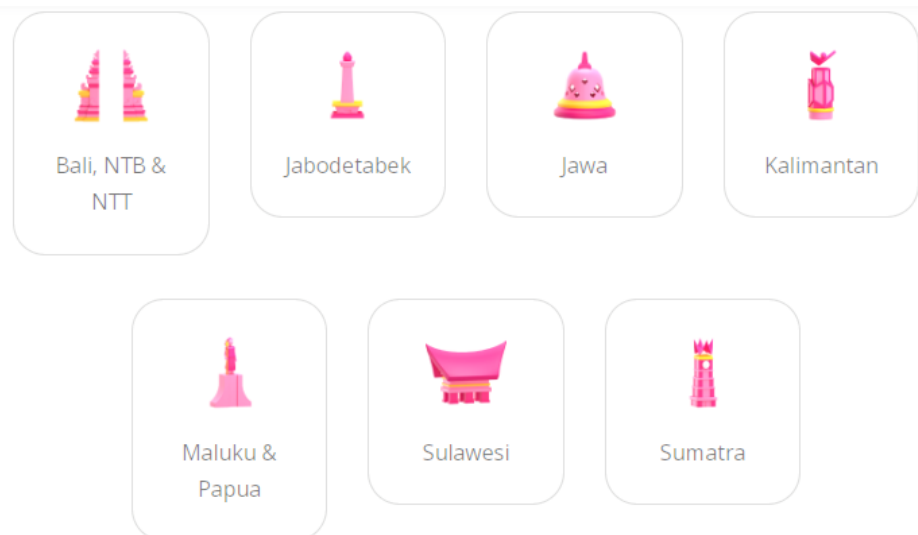 Bali, NTB &
NTT
Jabodetabek
Jawa
Kalimantan
Maluku &
Papua
Sulawesi
Sumatra